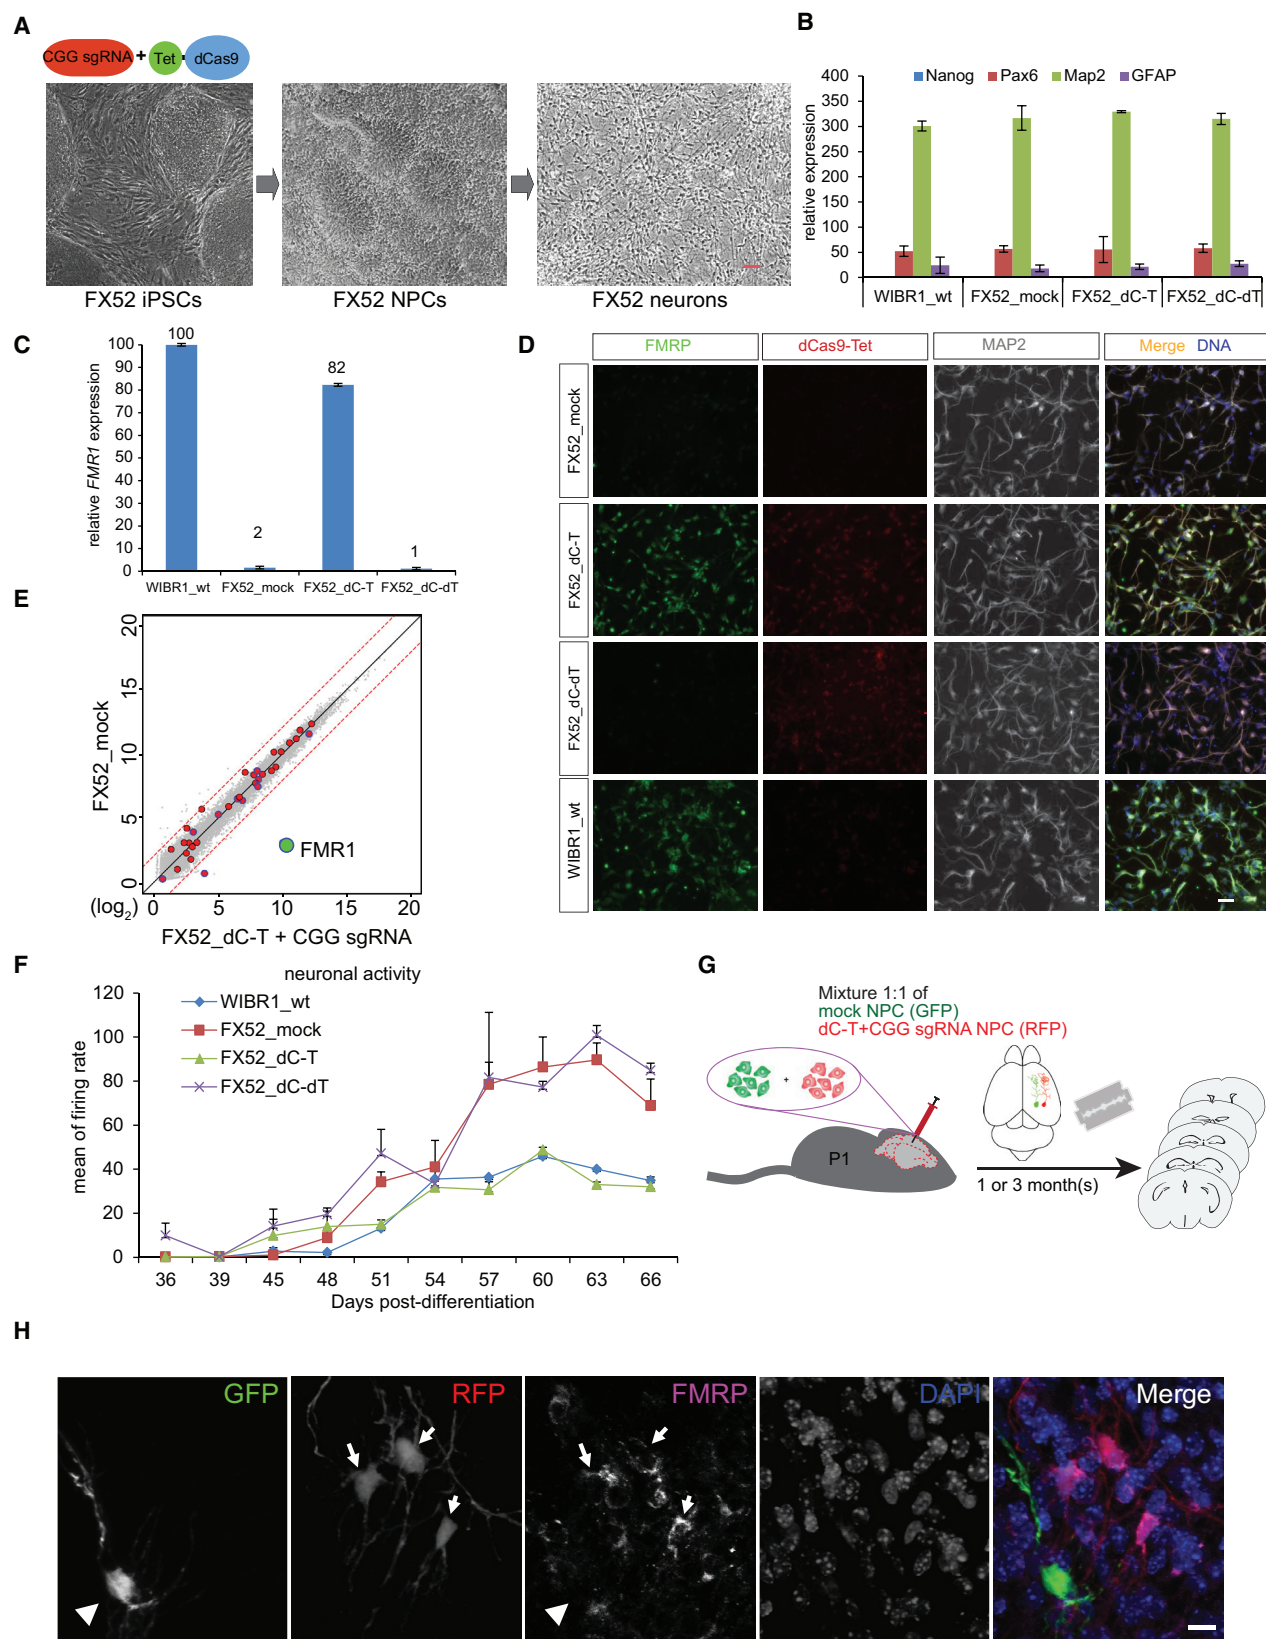 A
CGG sgRNA + Tet dCas9
FX52 iPSCs
FX52 NPCs
FX52 neurons
B
Nanog Pax6 Map2 GFAP
relative expression
400
350
300
250
200
150
100
50
0
WIBR1_wt FX52_mock FX52_dC-T FX52_dC-dT
C
relative FMR1 expression
100
90
80
70
60
50
40
30
20
10
0
100
2
82
1
WIBR1_wt FX52_mock FX52_dC-T FX52_dC-dT
D
FMRP dCas9-Tet MAP2 Merge DNA
FX52_mock
FX52_dC-T
FX52_dC-dT
WIBR1_wt
E
FX52_mock
20
15
10
5
0
FMR1
(log2) 0 5 10 15 20
FX52_dC-T + CGG sgRNA
F
neuronal activity
WIBR1_wt
FX52_mock
FX52_dC-T
FX52_dC-dT
mean of firing rate
120
100
80
60
40
20
0
36 39 45 48 51 54 57 60 63 66
Days post-differentiation
G
Mixture 1:1 of
mock NPC (GFP)
dC-T+CGG sgRNA NPC (RFP)
+
P1
1 or 3 month(s)
H
GFP RFP FMRP DAPI Merge